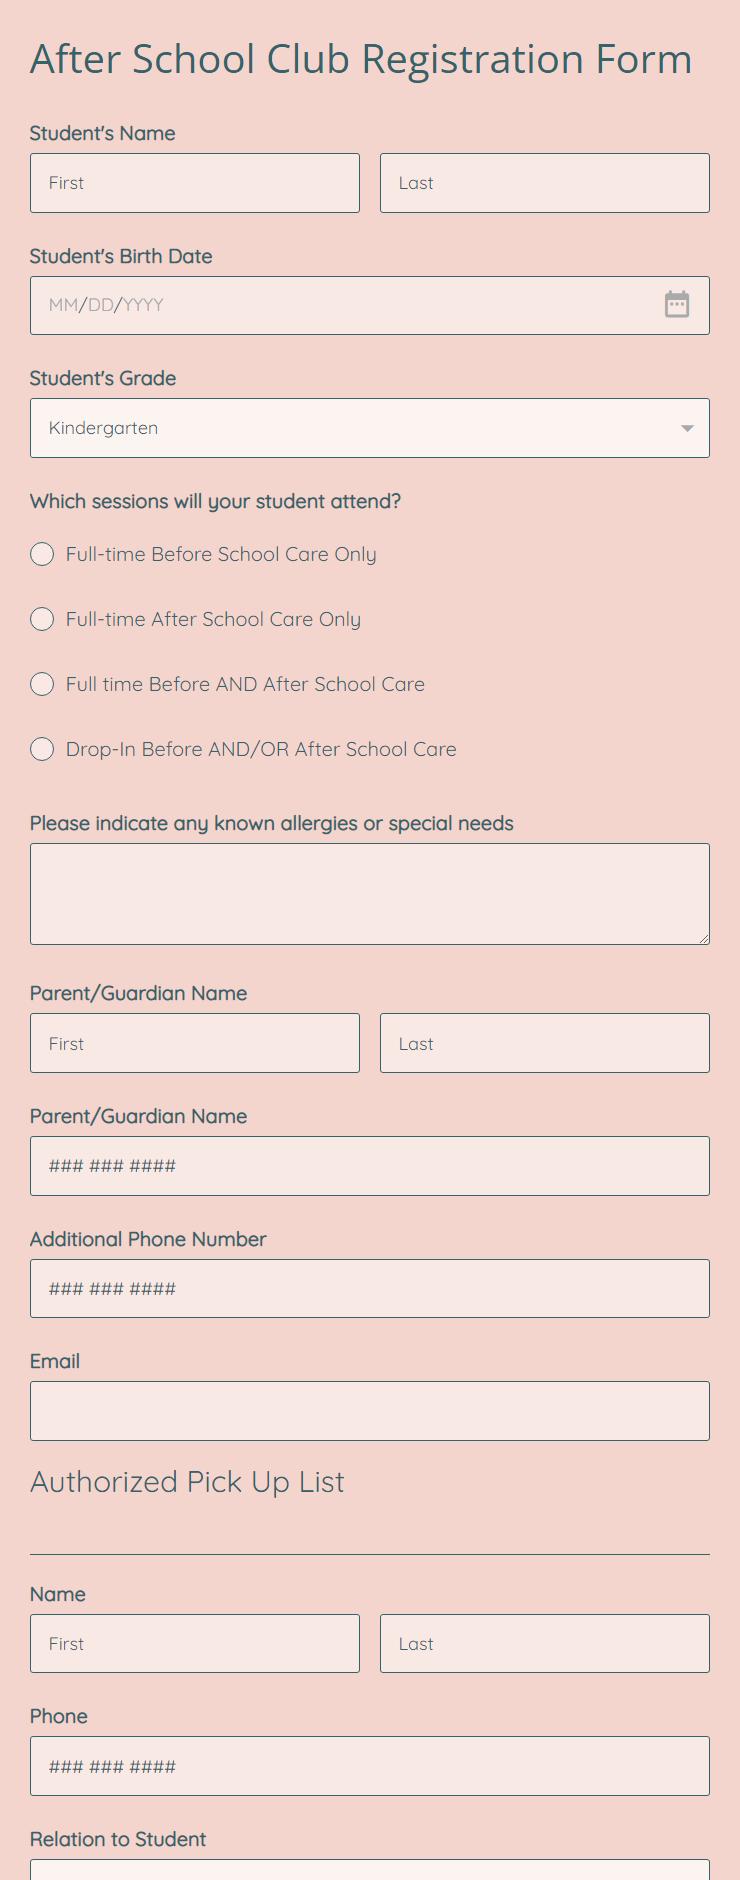 After School Club Registration Form
Student's Name
First Last
Student's Birth Date
MM/DD/YYYY
Student's Grade
Kindergarten
Which sessions will your student attend?
Full-time Before School Care Only
Full-time After School Care Only
Full time Before AND After School Care
Drop-In Before AND/OR After School Care
Please indicate any known allergies or special needs
Parent/Guardian Name
First Last
Parent/Guardian Name
### ### ####
Additional Phone Number
### ### ####
Email
Authorized Pick Up List
Name
First Last
Phone
### ### ####
Relation to Student